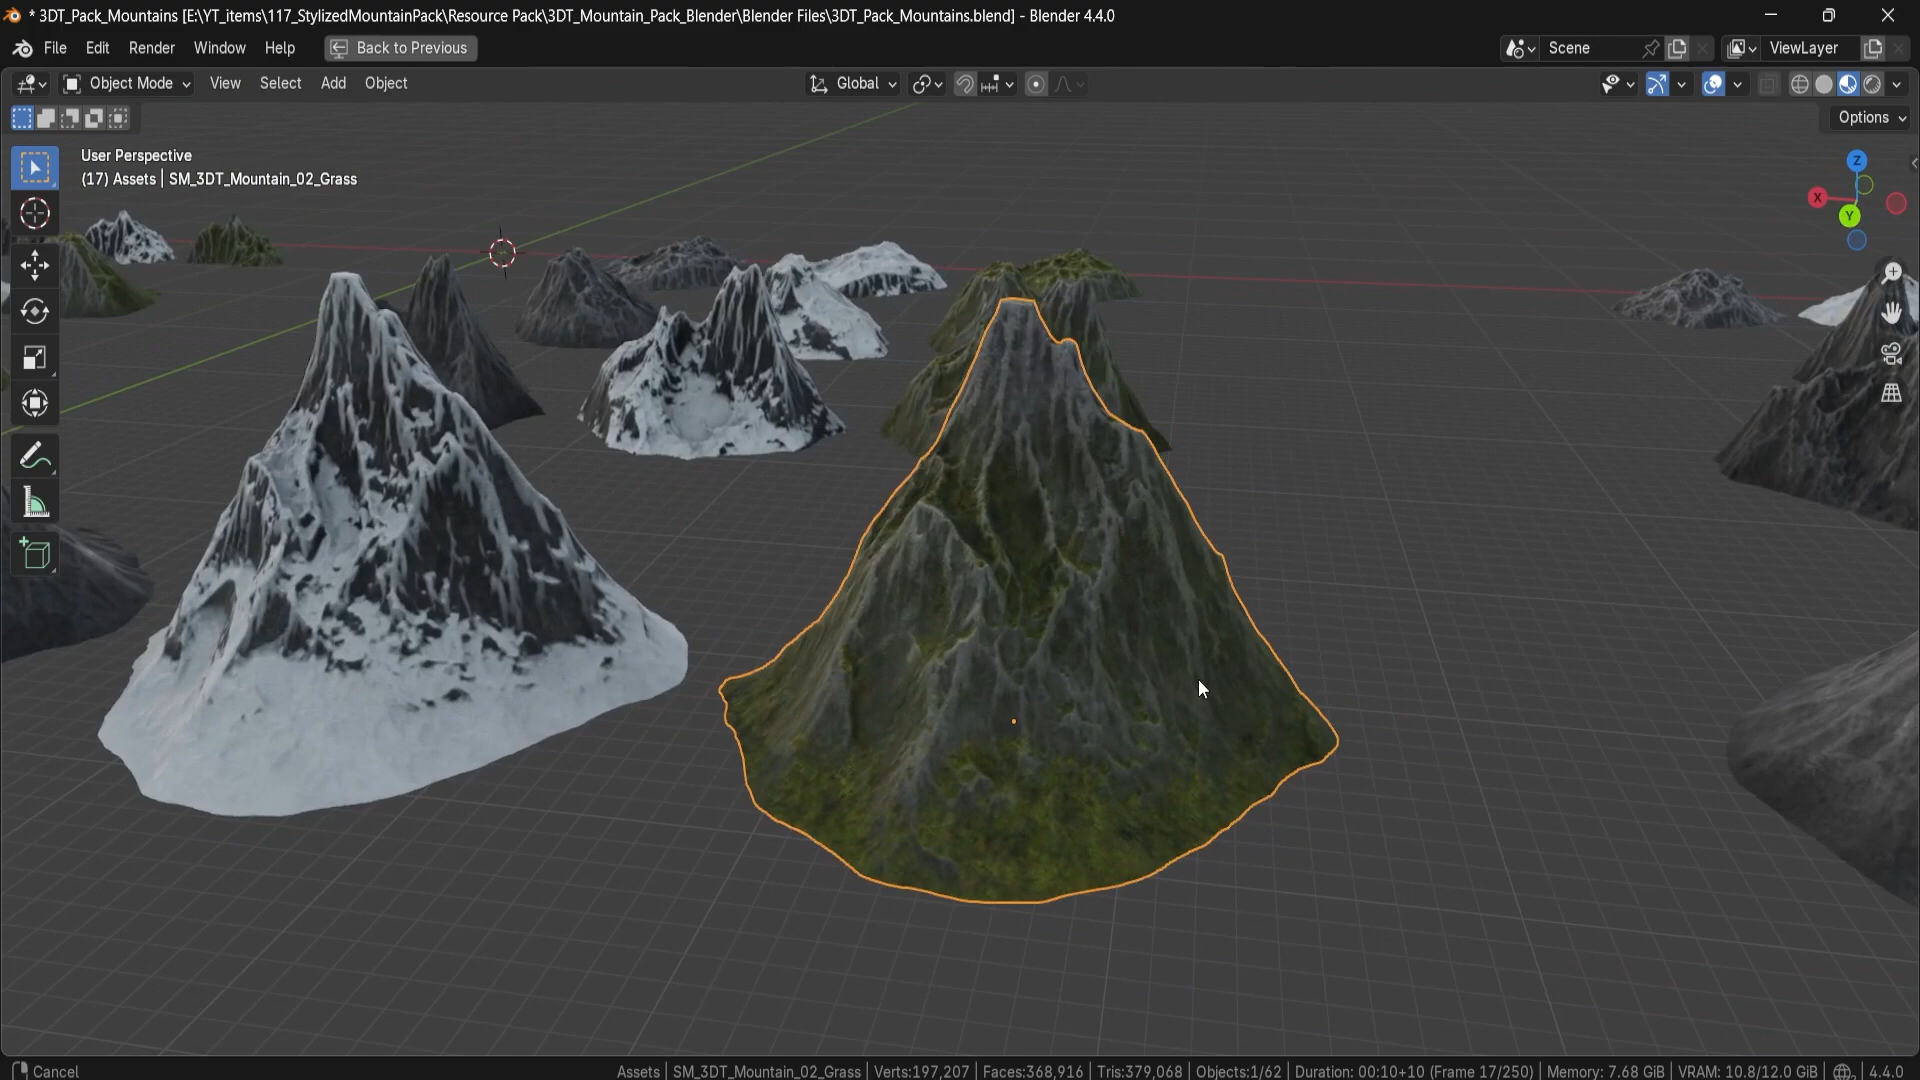 * 3DT_Pack_Mountains [E:\YT_items\117_StylizedMountainPack\Resource Pack\3DT_Mountain_Pack_Blender\Blender Files\3DT_Pack_Mountains.blend] - Blender 4.4.0
File Edit Render Window Help Back to Previous Scene ViewLayer
Object Mode View Select Add Object Global
Options
User Perspective
(17) Assets | SM_3DT_Mountain_02_Grass
Z
X
Y
Cancel Assets | SM_3DT_Mountain_02_Grass | Verts:197,207 | Faces:368,916 | Tris:379,068 | Objects:1/62 | Duration: 00:10+10 (Frame 17/250) | Memory: 7.68 GiB | VRAM: 10.8/12.0 GiB | 4.4.0